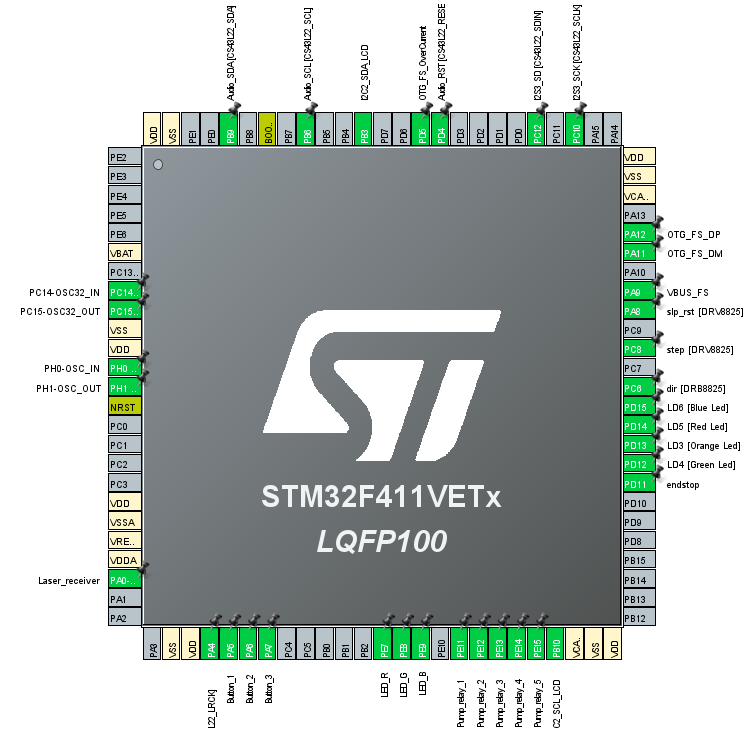 Audio_SDA [CS43L22_SDA]
Audio_SCL [CS43L22_SCL]
I2C2_SDA_LCD
OTG_FS_OverCurrent
Audio_RST [CS43L22_RESE
I2S3_SD [CS43L22_SDIN]
I2S3_SCK [CS43L22_SCLK]
VDD
VSS
PE1
PE0
PB9
PB8
BOO..
PB7
PB6
PB5
PB4
PB3
PD7
PD6
PD5
PD4
PD3
PD2
PD1
PD0
PC12
PC11
PC10
PA15
PA14
PE2
PE3
PE4
PE5
PE6
VBAT
PC13..
PC14-OSC32_IN PC14..
PC15-OSC32_OUT PC15..
VSS
VDD
PH0-OSC_IN PH0 ..
PH1-OSC_OUT PH1 ..
NRST
PC0
PC1
PC2
PC3
VDD
VSSA
VRE..
VDDA
Laser_receiver PA0-..
PA1
PA2
VDD
VSS
VCA..
PA13
PA12 OTG_FS_DP
PA11 OTG_FS_DM
PA10
PA9 VBUS_FS
PA8 slp_rst [DRV8825]
PC9
PC8 step [DRV8825]
PC7
PC6 dir [DRB8825]
PD15 LD6 [Blue Led]
PD14 LD5 [Red Led]
PD13 LD3 [Orange Led]
PD12 LD4 [Green Led]
PD11 endstop
PD10
PD9
PD8
PB15
PB14
PB13
PB12
STM32F411VETx
LQFP100
PA3
VSS
VDD
PA4
PA5
PA6
PA7
PC4
PC5
PB0
PB1
PB2
PE7
PE8
PE9
PE10
PE11
PE12
PE13
PE14
PE15
PB10
VCA..
VSS
VDD
L22_LRCK]
Button_1
Button_2
Button_3
LED_R
LED_G
LED_B
Pump_relay_1
Pump_relay_2
Pump_relay_3
Pump_relay_4
Pump_relay_5
C2_SCL_LCD